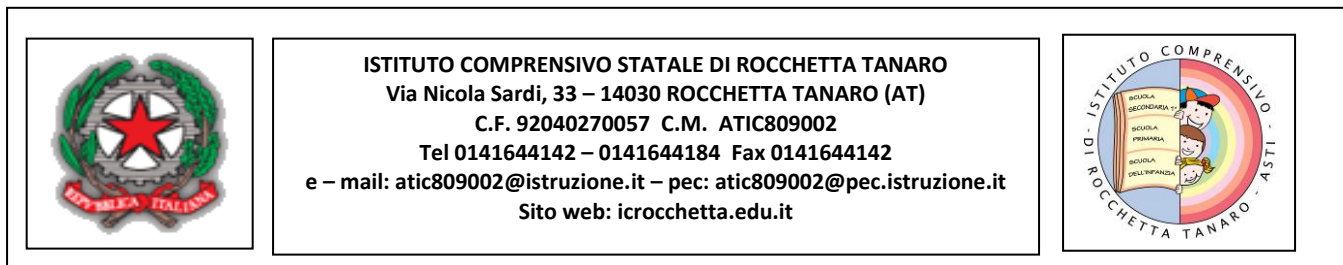 ISTITUTO COMPRENSIVO STATALE DI ROCCHETTA TANARO
Via Nicola Sardi, 33 – 14030 ROCCHETTA TANARO (AT)
C.F. 92040270057 C.M. ATIC809002
Tel 0141644142 – 0141644184 Fax 0141644142
e – mail: atic809002@istruzione.it – pec: atic809002@pec.istruzione.it
Sito web: icrocchetta.edu.it
REPVBBLICA ITALIANA
ISTITUTO COMPRENSIVO - ASTI
DI ROCCHETTA TANARO
SCUOLA
SECONDARIA 1°
SCUOLA
PRIMARIA
SCUOLA
DELL'INFANZIA